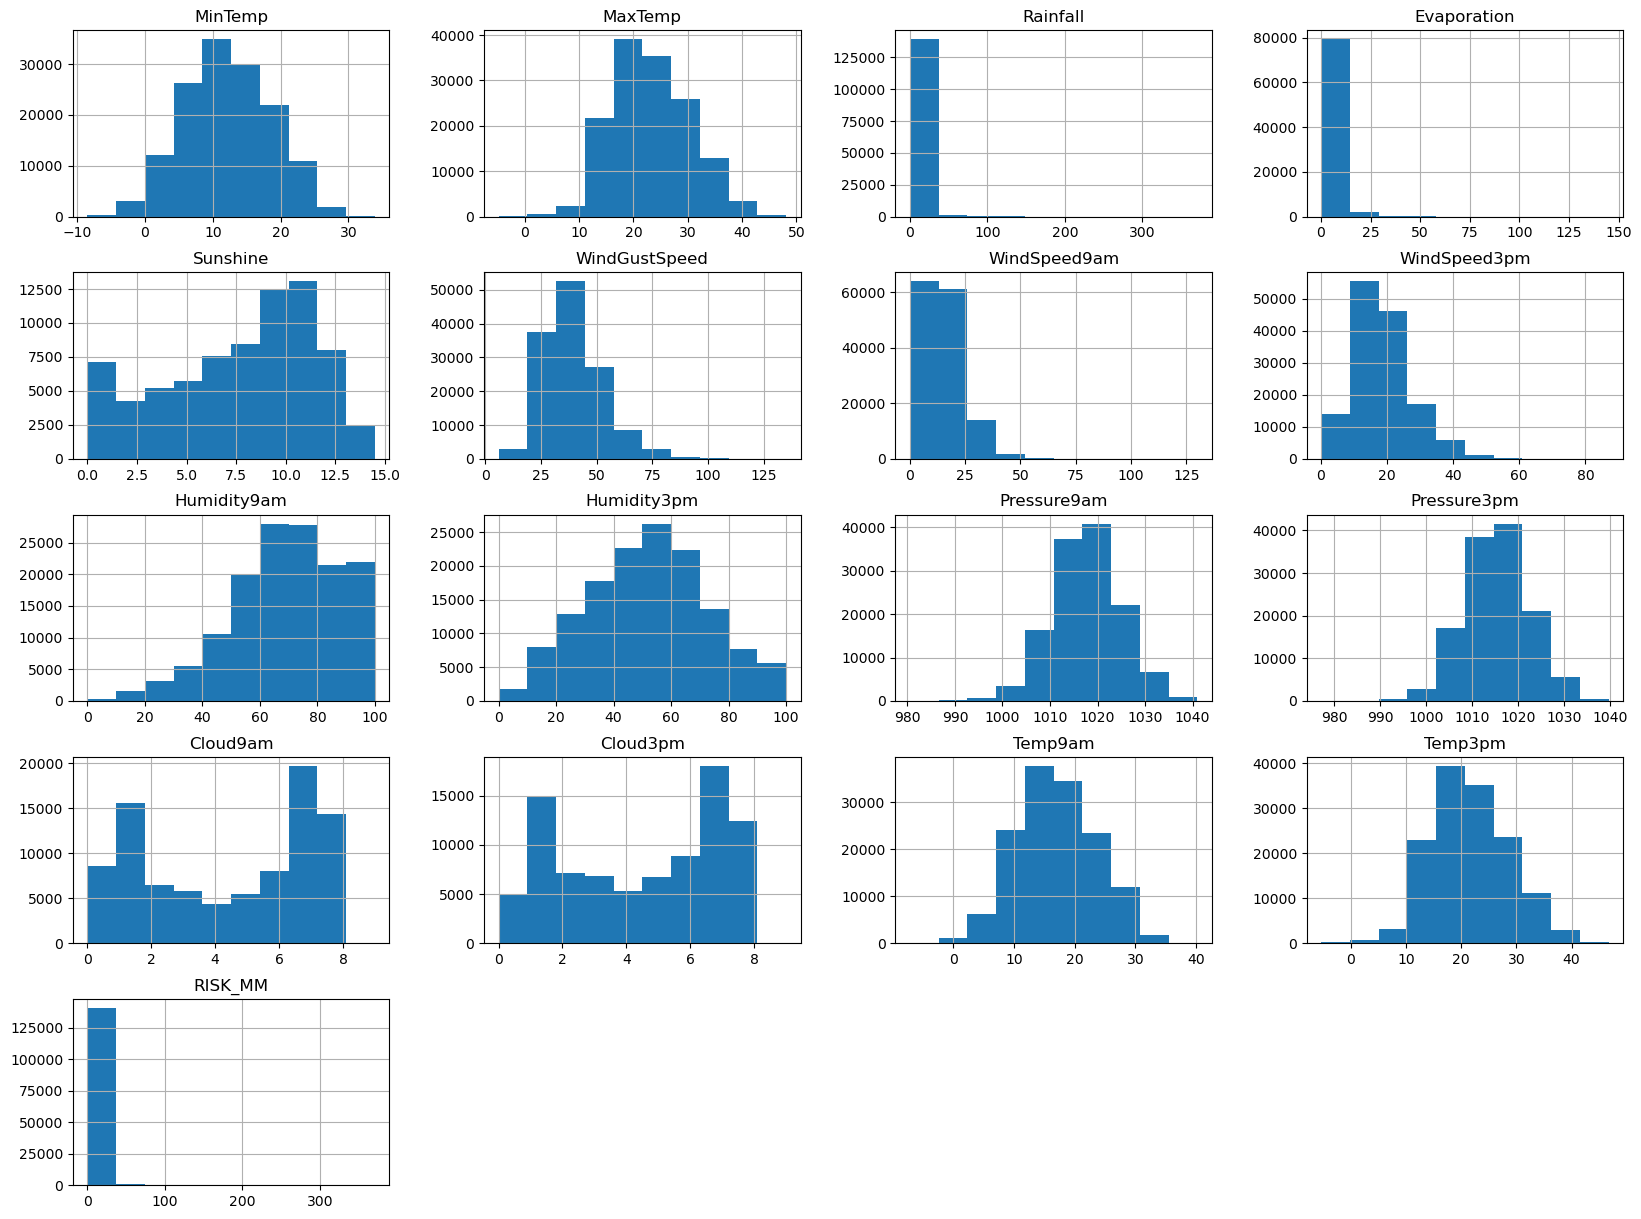 MinTemp
30000
20000
10000
0
−10 0 10 20 30
MaxTemp
40000
30000
20000
10000
0
0 10 20 30 40 50
Rainfall
125000
100000
75000
50000
25000
0
0 100 200 300
Evaporation
80000
60000
40000
20000
0
0 25 50 75 100 125 150
Sunshine
12500
10000
7500
5000
2500
0
0.0 2.5 5.0 7.5 10.0 12.5 15.0
WindGustSpeed
50000
40000
30000
20000
10000
0
0 25 50 75 100 125
WindSpeed9am
60000
40000
20000
0
0 25 50 75 100 125
WindSpeed3pm
50000
40000
30000
20000
10000
0
0 20 40 60 80
Humidity9am
25000
20000
15000
10000
5000
0
0 20 40 60 80 100
Humidity3pm
25000
20000
15000
10000
5000
0
0 20 40 60 80 100
Pressure9am
40000
30000
20000
10000
0
980 990 1000 1010 1020 1030 1040
Pressure3pm
40000
30000
20000
10000
0
980 990 1000 1010 1020 1030 1040
Cloud9am
20000
15000
10000
5000
0
0 2 4 6 8
Cloud3pm
15000
10000
5000
0
0 2 4 6 8
Temp9am
30000
20000
10000
0
0 10 20 30 40
Temp3pm
40000
30000
20000
10000
0
0 10 20 30 40
RISK_MM
125000
100000
75000
50000
25000
0
0 100 200 300